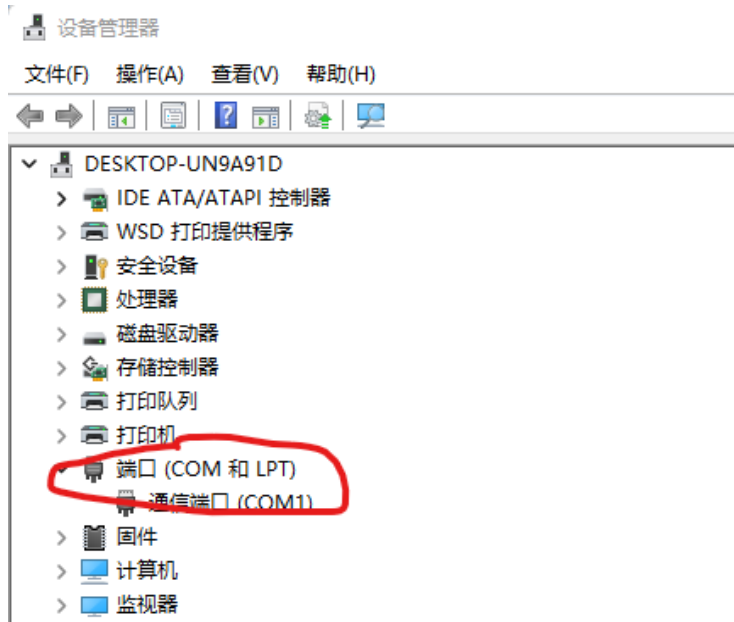 设备管理器
文件(F) 操作(A) 查看(V) 帮助(H)
DESKTOP-UN9A91D
IDE ATA/ATAPI 控制器
WSD 打印提供程序
安全设备
处理器
磁盘驱动器
存储控制器
打印队列
打印机
端口 (COM 和 LPT)
通信端口 (COM1)
固件
计算机
监视器